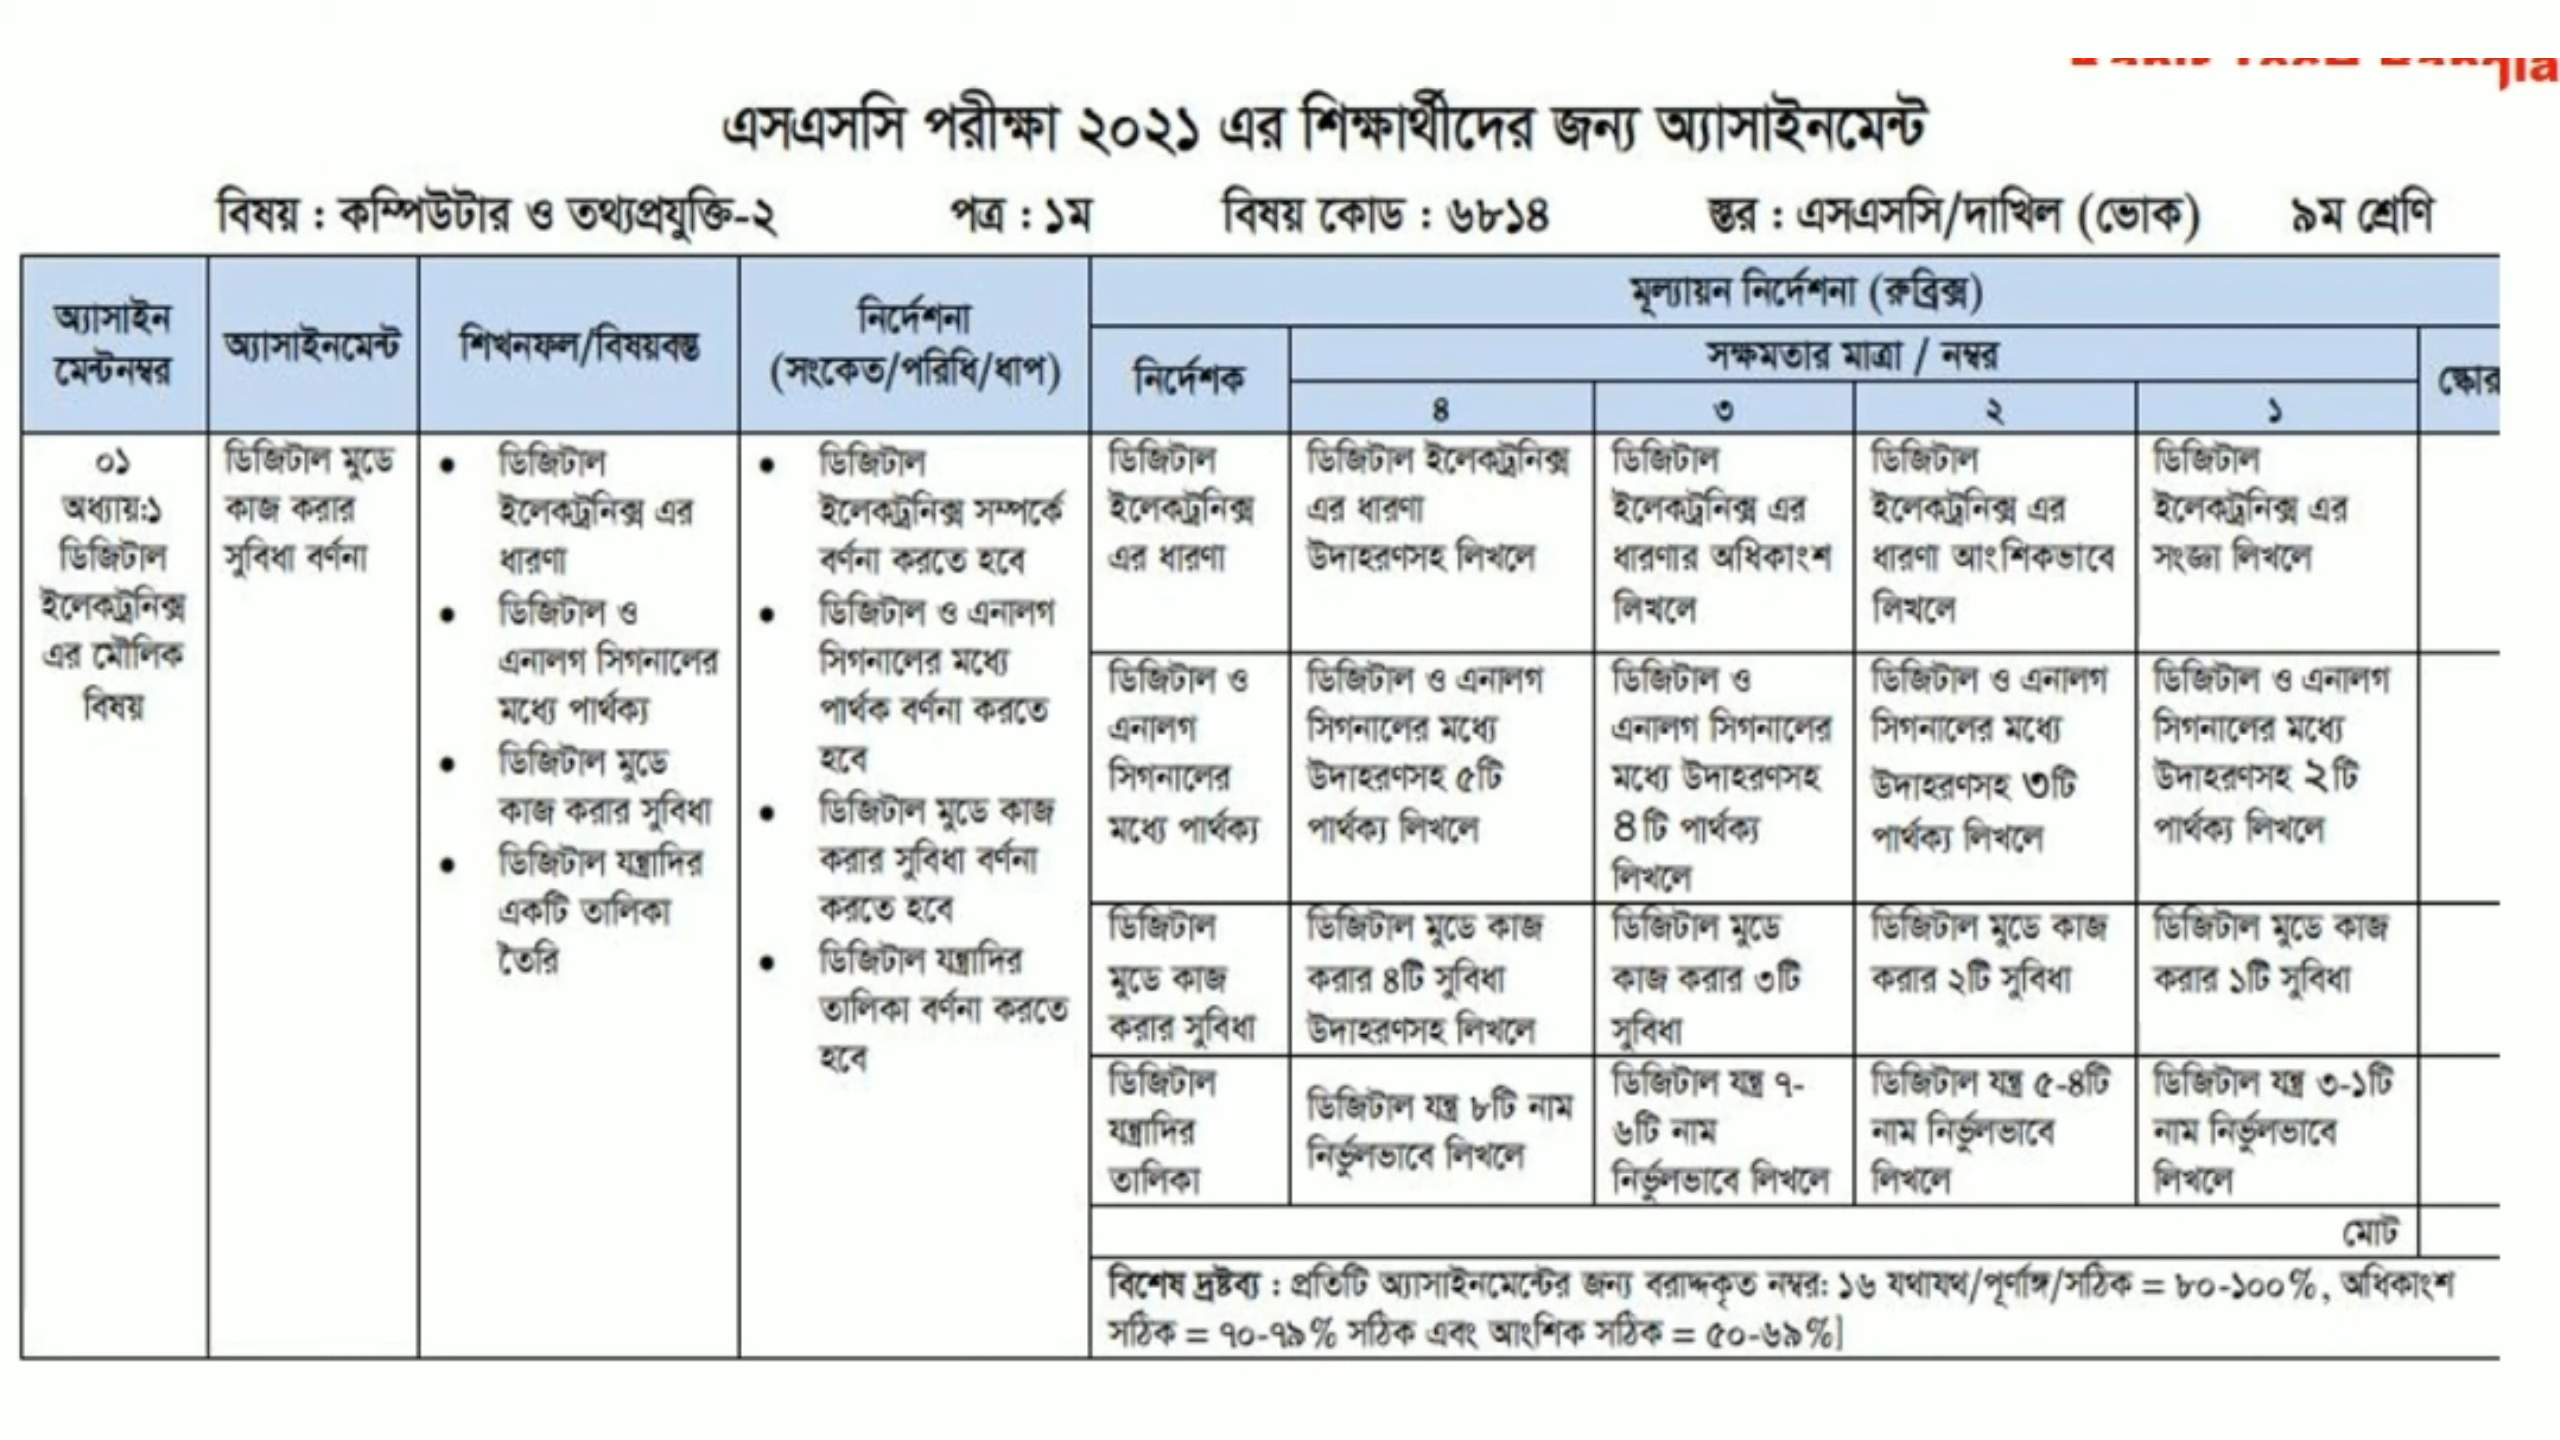 এসএসসি পরীক্ষা ২০২১ এর শিক্ষার্থীদের জন্য অ্যাসাইনমেন্ট
বিষয় : কম্পিউটার ও তথ্যপ্রযুক্তি-২ পত্র : ১ম বিষয় কোড : ৬৮১৪ স্তর : এসএসসি/দাখিল (ভোক) ৯ম শ্রেণি
অ্যাসাইন
মেন্টনম্বর
অ্যাসাইনমেন্ট
শিখনফল/বিষয়বস্তু
নির্দেশনা
(সংকেত/পরিধি/ধাপ)
মূল্যায়ন নির্দেশনা (রুব্রিক্স)
নির্দেশক
সক্ষমতার মাত্রা / নম্বর
স্কোর
৪ ৩ ২ ১
০১
অধ্যায়:১
ডিজিটাল
ইলেকট্রনিক্স
এর মৌলিক
বিষয়
ডিজিটাল মুডে
কাজ করার
সুবিধা বর্ণনা
• ডিজিটাল
ইলেকট্রনিক্স এর
ধারণা
• ডিজিটাল ও
এনালগ সিগনালের
মধ্যে পার্থক্য
• ডিজিটাল মুডে
কাজ করার সুবিধা
• ডিজিটাল যন্ত্রাদির
একটি তালিকা
তৈরি
• ডিজিটাল
ইলেকট্রনিক্স সম্পর্কে
বর্ণনা করতে হবে
• ডিজিটাল ও এনালগ
সিগনালের মধ্যে
পার্থক বর্ণনা করতে
হবে
• ডিজিটাল মুডে কাজ
করার সুবিধা বর্ণনা
করতে হবে
• ডিজিটাল যন্ত্রাদির
তালিকা বর্ণনা করতে
হবে
ডিজিটাল
ইলেকট্রনিক্স
এর ধারণা
ডিজিটাল ইলেকট্রনিক্স
এর ধারণা
উদাহরণসহ লিখলে
ডিজিটাল
ইলেকট্রনিক্স এর
ধারণার অধিকাংশ
লিখলে
ডিজিটাল
ইলেকট্রনিক্স এর
ধারণা আংশিকভাবে
লিখলে
ডিজিটাল
ইলেকট্রনিক্স এর
সংজ্ঞা লিখলে
ডিজিটাল ও
এনালগ
সিগনালের
মধ্যে পার্থক্য
ডিজিটাল ও এনালগ
সিগনালের মধ্যে
উদাহরণসহ ৫টি
পার্থক্য লিখলে
ডিজিটাল ও
এনালগ সিগনালের
মধ্যে উদাহরণসহ
৪টি পার্থক্য
লিখলে
ডিজিটাল ও এনালগ
সিগনালের মধ্যে
উদাহরণসহ ৩টি
পার্থক্য লিখলে
ডিজিটাল ও এনালগ
সিগনালের মধ্যে
উদাহরণসহ ২টি
পার্থক্য লিখলে
ডিজিটাল
মুডে কাজ
করার সুবিধা
ডিজিটাল মুডে কাজ
করার ৪টি সুবিধা
উদাহরণসহ লিখলে
ডিজিটাল মুডে
কাজ করার ৩টি
সুবিধা
ডিজিটাল মুডে কাজ
করার ২টি সুবিধা
ডিজিটাল মুডে কাজ
করার ১টি সুবিধা
ডিজিটাল
যন্ত্রাদির
তালিকা
ডিজিটাল যন্ত্র ৮টি নাম
নির্ভুলভাবে লিখলে
ডিজিটাল যন্ত্র ৭-
৬টি নাম
নির্ভুলভাবে লিখলে
ডিজিটাল যন্ত্র ৫-৪টি
নাম নির্ভুলভাবে
লিখলে
ডিজিটাল যন্ত্র ৩-১টি
নাম নির্ভুলভাবে
লিখলে
মোট
বিশেষ দ্রষ্টব্য : প্রতিটি অ্যাসাইনমেন্টের জন্য বরাদ্দকৃত নম্বর: ১৬ যথাযথ/পূর্ণাঙ্গ/সঠিক = ৮০-১০০%, অধিকাংশ
সঠিক = ৭০-৭৯% সঠিক এবং আংশিক সঠিক = ৫০-৬৯%]